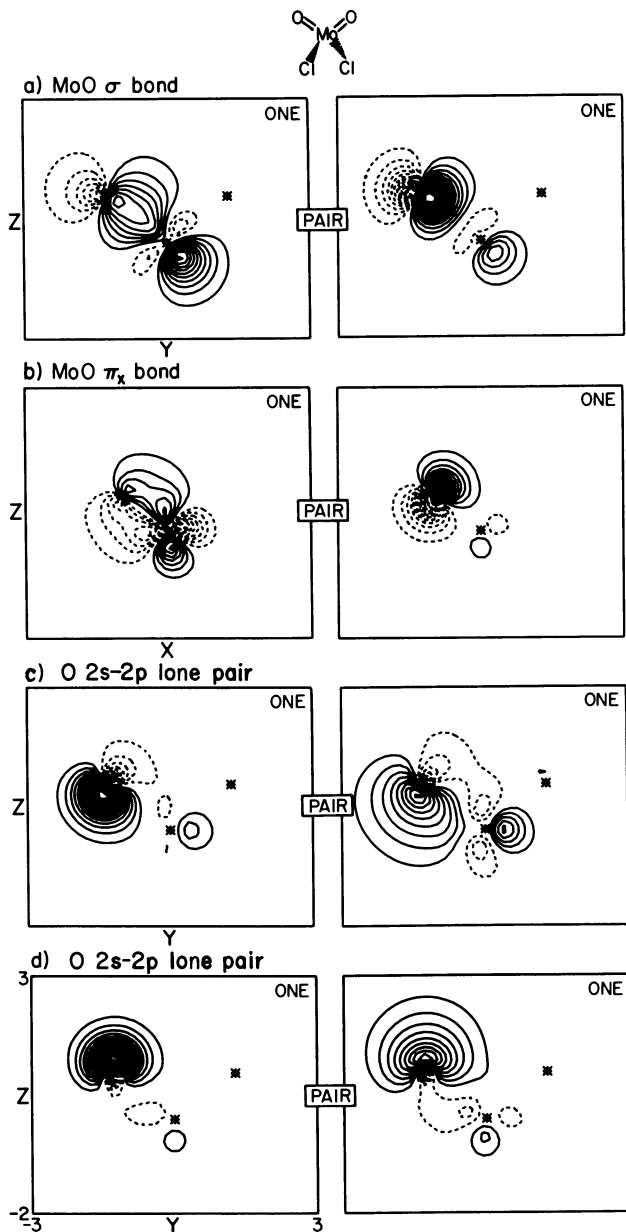 O O
Mo
Cl Cl
a) MoO σ bond
ONE ONE
Z PAIR
Y
b) MoO πx bond
ONE ONE
Z PAIR
X
c) O 2s-2p lone pair
ONE ONE
Z PAIR
Y
d) O 2s-2p lone pair
3 ONE ONE
Z PAIR
-2
-3 Y 3